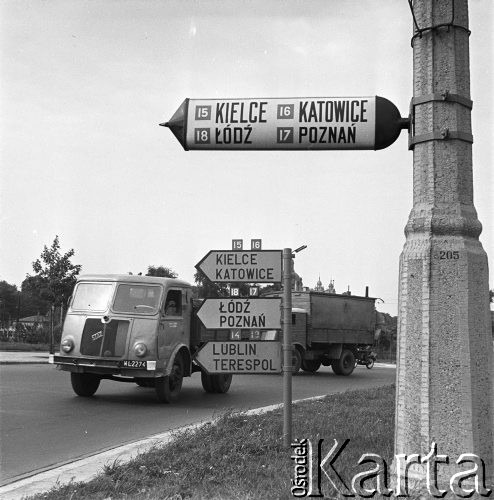 15 KIELCE 16 KATOWICE
18 ŁÓDŹ 17 POZNAŃ
15 16
KIELCE
KATOWICE
18 17
ŁÓDŹ
POZNAŃ
14
LUBLIN
TERESPOL
205
Ośrodek
Karta